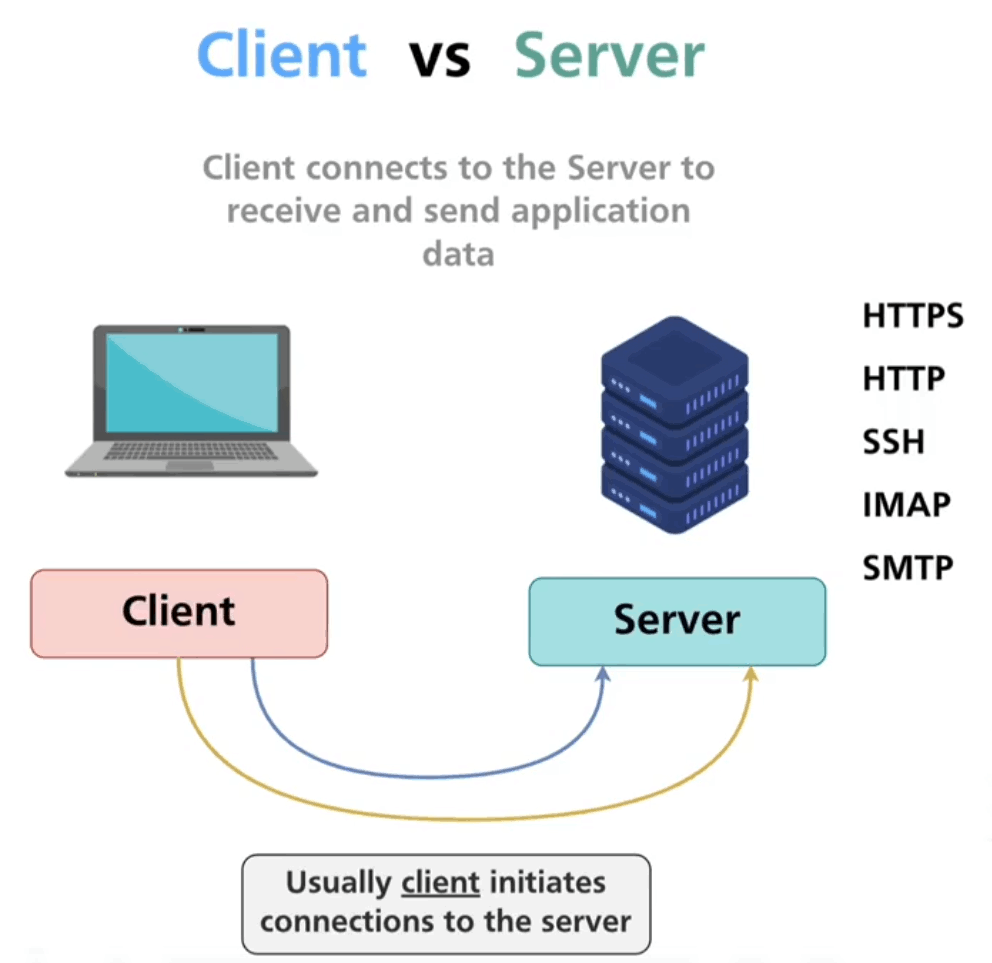 Client vs Server
Client connects to the Server to
receive and send application
data
HTTPS
HTTP
SSH
IMAP
SMTP
Client
Server
Usually client initiates
connections to the server